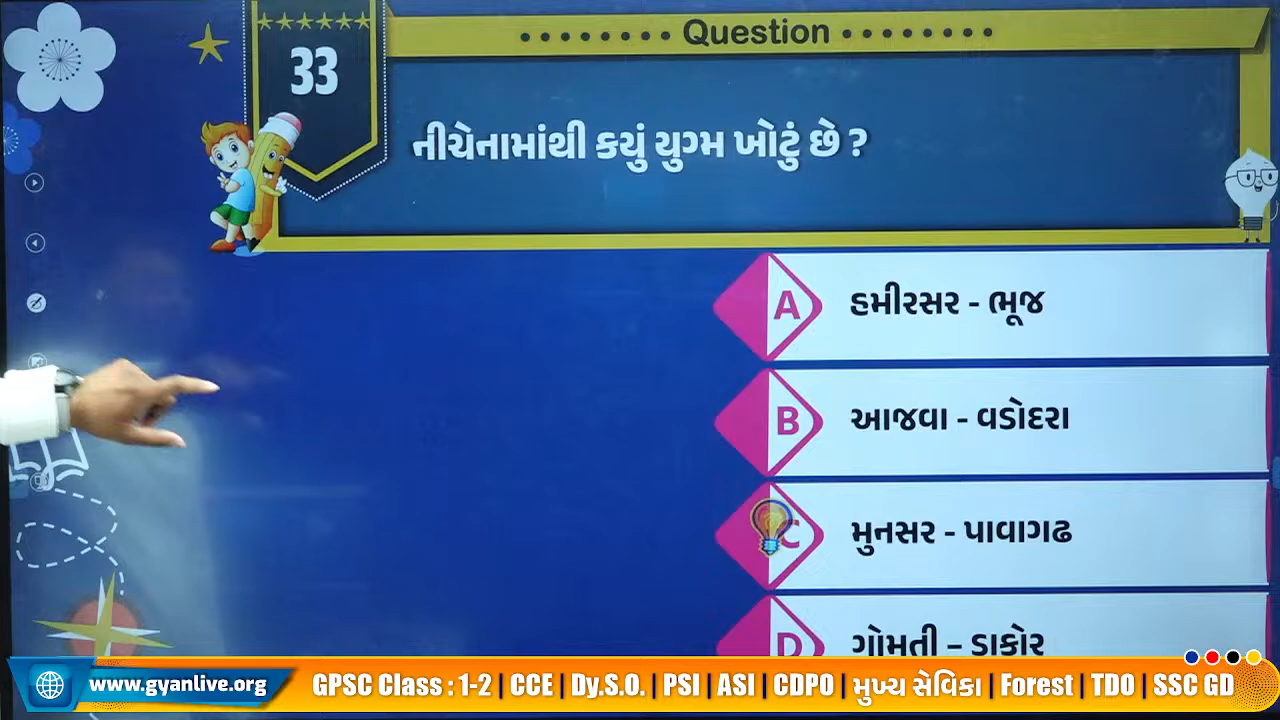 33
Question
નીચેનામાંથી કયું યુગ્મ ખોટું છે ?
A હમીરસર - ભૂજ
B આજવા - વડોદરા
C મુનસર - પાવાગઢ
D ગોમતી – ડાકોર
www.gyanlive.org
GPSC Class : 1-2 | CCE | Dy.S.O. | PSI | ASI | CDPO | મુખ્ય સેવિકા | Forest | TDO | SSC GD